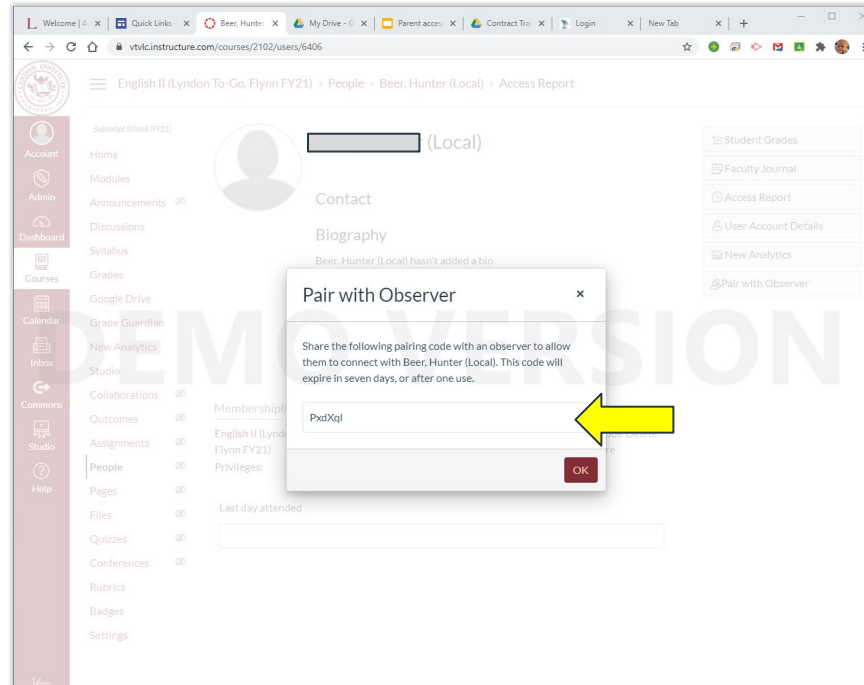 Welcome | A
Quick Links -
Beer, Hunter
My Drive - G
Parent acces
Contract Tra
Login
New Tab
vtvlc.instructure.com/courses/2102/users/6406
LYNDON INSTITUTE
English II (Lyndon To-Go, Flynn FY21) > People > Beer, Hunter (Local) > Access Report
Account
Admin
Dashboard
Courses
Calendar
Inbox
Commons
Studio
Help
Supported Schools (FY21)
Home
Modules
Announcements
Discussions
Syllabus
Grades
Google Drive
Grade Guardian
New Analytics
Studio
Collaborations
Outcomes
Assignments
People
Pages
Files
Quizzes
Conferences
Rubrics
Badges
Settings
(Local)
Contact
Biography
Beer, Hunter (Local) hasn't added a bio
Membership(s
English II (Lynd
Flynn FY21)
Privileges:
Last day attended
Student Grades
Faculty Journal
Access Report
User Account Details
New Analytics
Pair with Observer
DEMO VERSION
Pair with Observer
Share the following pairing code with an observer to allow
them to connect with Beer, Hunter (Local). This code will
expire in seven days, or after one use.
PxdXql
OK